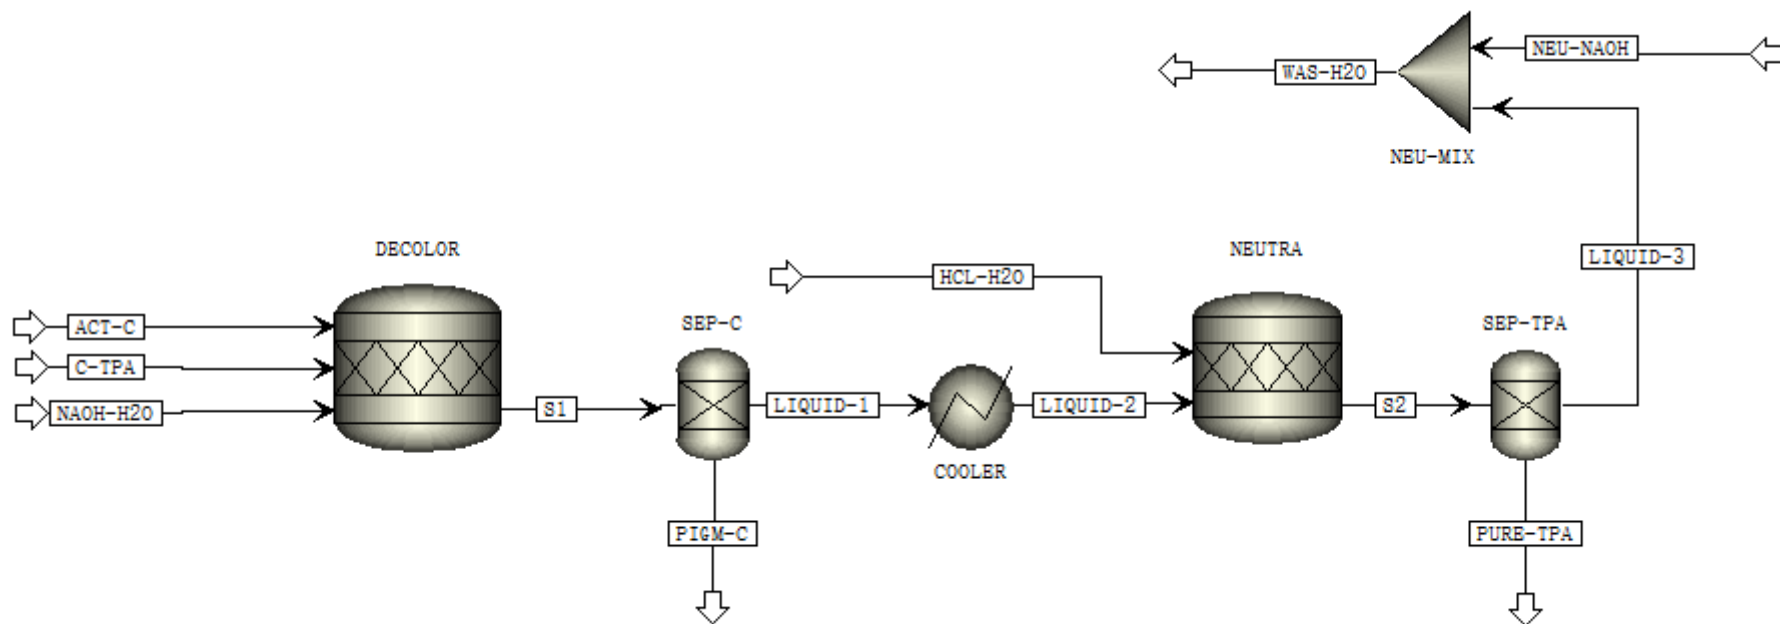 NEU-NAOH
WAS-H2O
NEU-MIX
DECOLOR
NEUTRA
LIQUID-3
HCL-H2O
ACT-C
SEP-C
SEP-TPA
C-TPA
NAOH-H2O
S1
LIQUID-1
LIQUID-2
S2
COOLER
PIGM-C
PURE-TPA